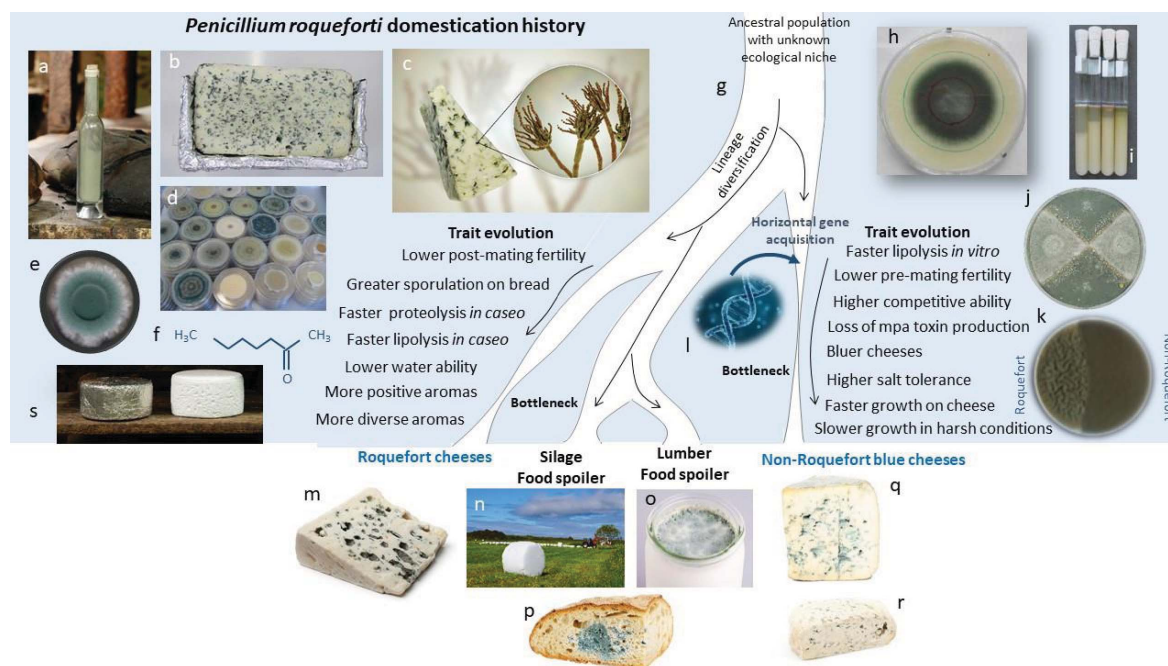 Penicillium roqueforti domestication history
Ancestral population
with unknown
ecological niche
a
b
c
d
e
f
g
h
i
j
k
l
s
H₃C
CH₃
O
Lineage
diversification
Horizontal gene
acquisition
Trait evolution
Lower post-mating fertility
Greater sporulation on bread
Faster proteolysis in caseo
Faster lipolysis in caseo
Lower water ability
More positive aromas
More diverse aromas
Bottleneck
Bottleneck
Trait evolution
Faster lipolysis in vitro
Lower pre-mating fertility
Higher competitive ability
Loss of mpa toxin production
Bluer cheeses
Higher salt tolerance
Faster growth on cheese
Slower growth in harsh conditions
Roquefort
Roquefort cheeses
Silage
Food spoiler
Lumber
Food spoiler
Non-Roquefort blue cheeses
m
n
o
p
q
r